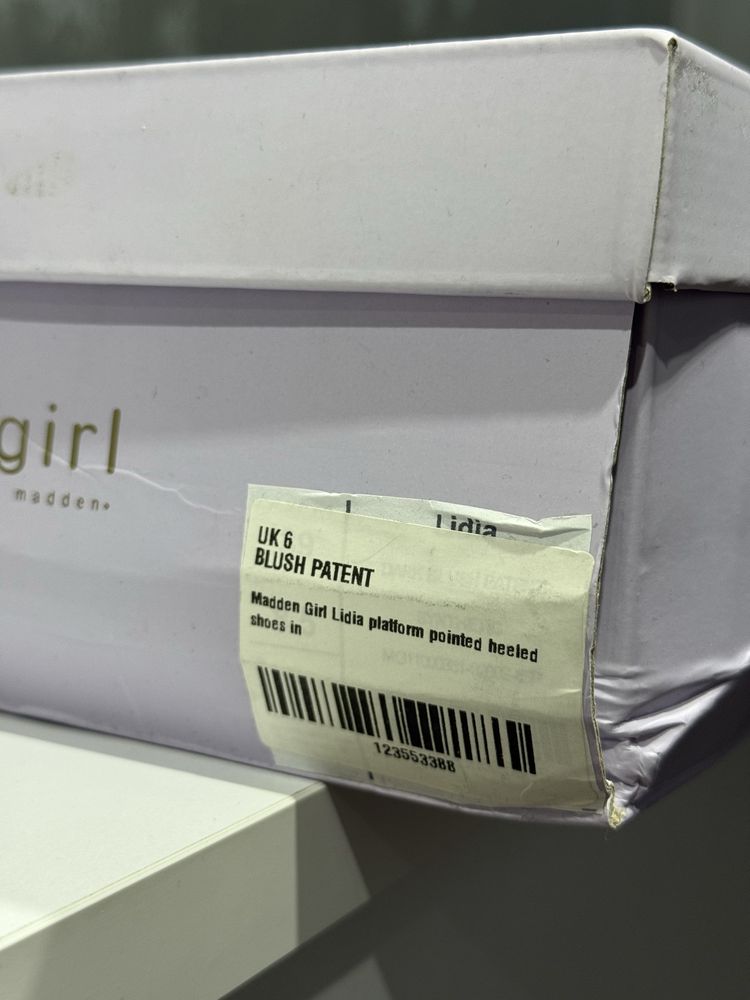 girl
madden
Lidia
UK 6
BLUSH PATENT
Madden Girl Lidia platform pointed heeled
shoes in
123553388